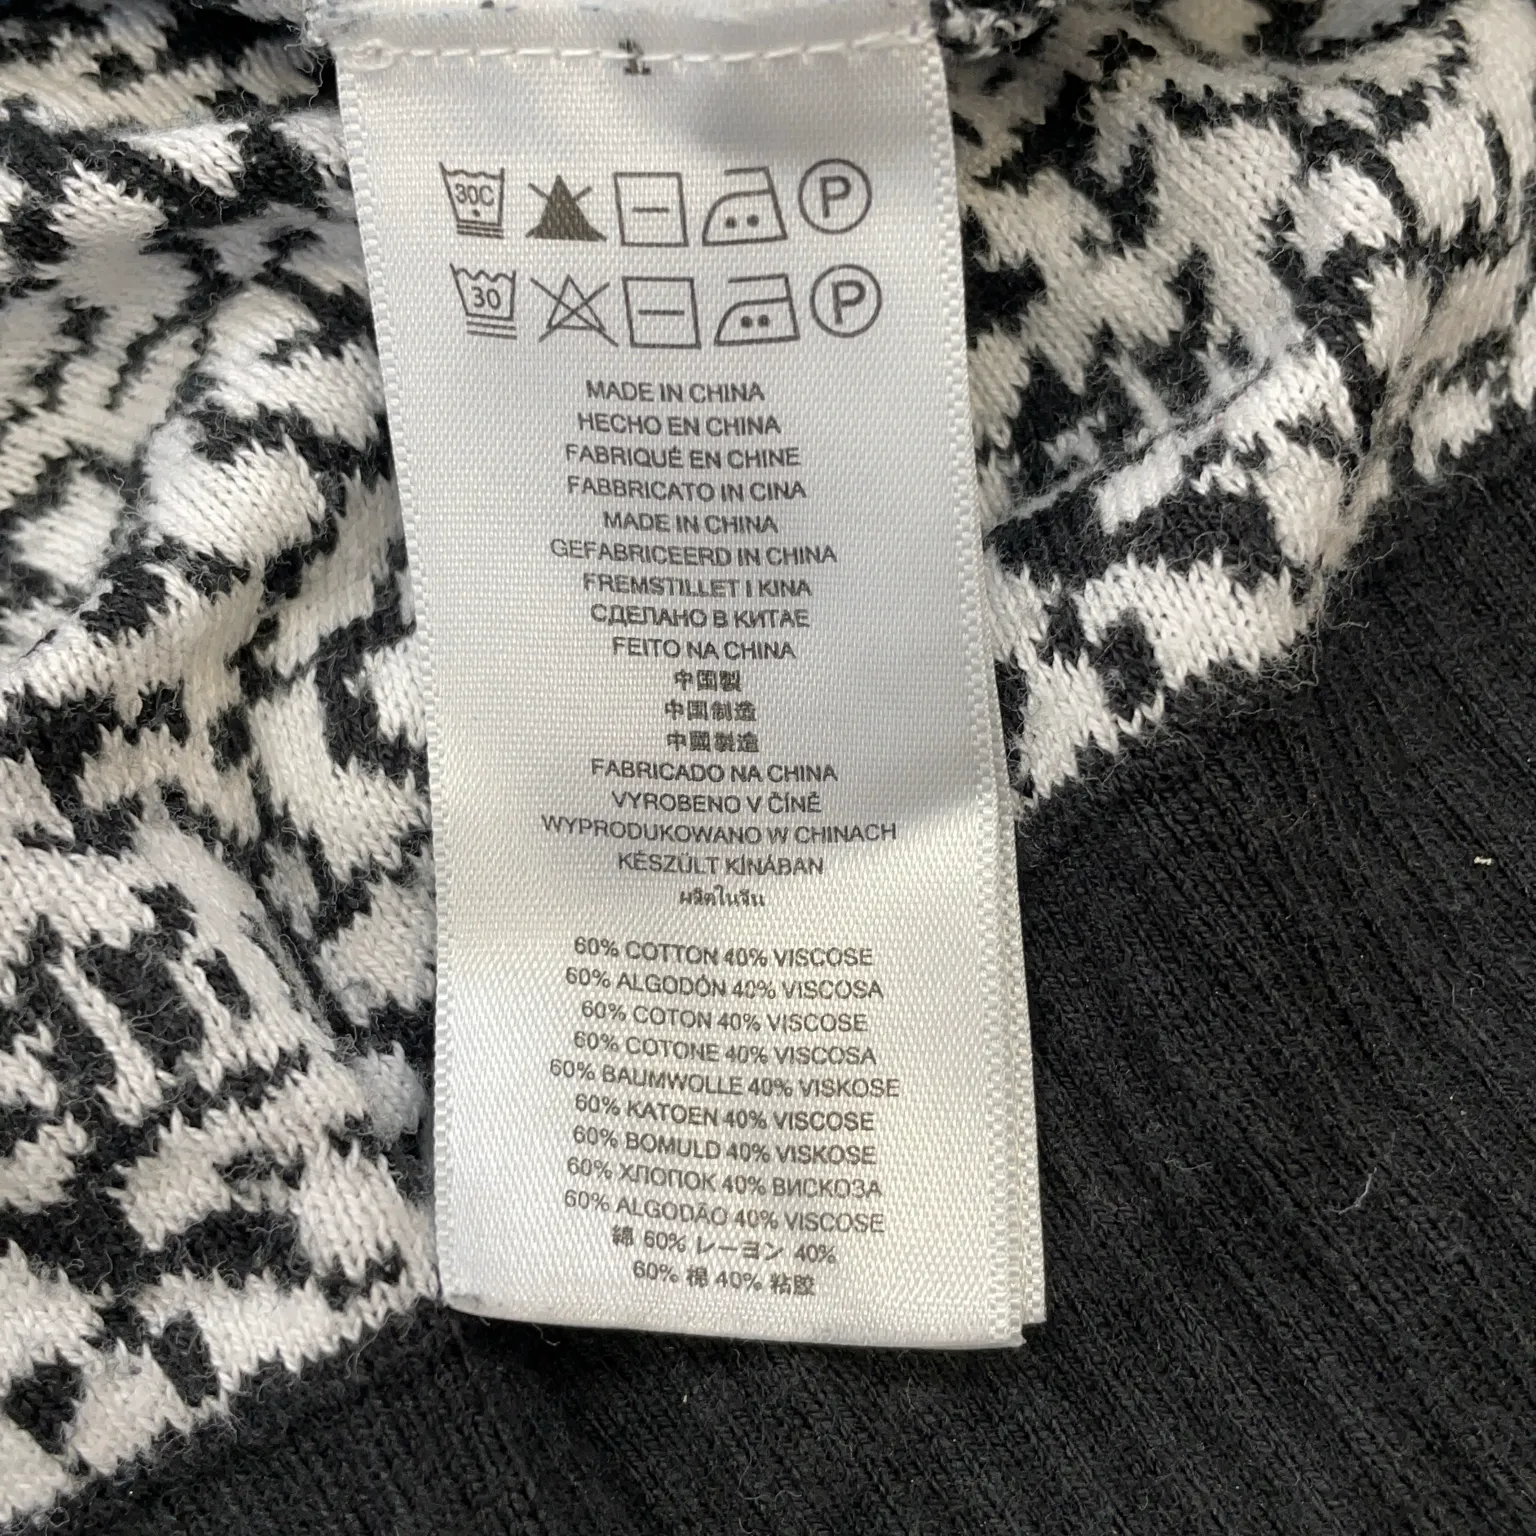 30C P
30 P
MADE IN CHINA
HECHO EN CHINA
FABRIQUÉ EN CHINE
FABBRICATO IN CINA
MADE IN CHINA
GEFABRICEERD IN CHINA
FREMSTILLET I KINA
СДЕЛАНО В КИТАЕ
FEITO NA CHINA
中国製
中国制造
中國製造
FABRICADO NA CHINA
VYROBENO V ČÍNĚ
WYPRODUKOWANO W CHINACH
KÉSZÜLT KÍNÁBAN
ผลิตในจีน
60% COTTON 40% VISCOSE
60% ALGODÓN 40% VISCOSA
60% COTON 40% VISCOSE
60% COTONE 40% VISCOSA
60% BAUMWOLLE 40% VISKOSE
60% KATOEN 40% VISCOSE
60% BOMULD 40% VISKOSE
60% ХЛОПОК 40% ВИСКОЗА
60% ALGODÃO 40% VISCOSE
綿 60% レーヨン 40%
60% 棉 40% 粘胶